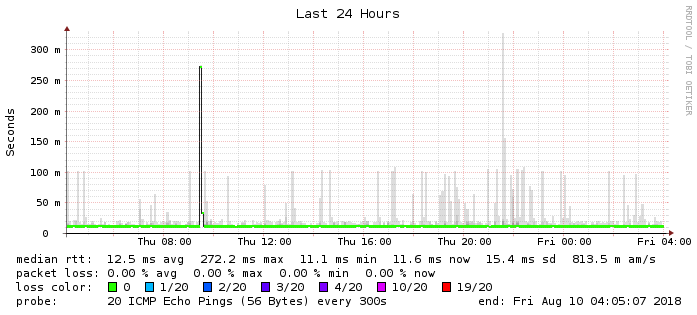 Last 24 Hours
RRDTOOL / TOBI OETIKER
Seconds
300 m
250 m
200 m
150 m
100 m
50 m
0
Thu 08:00 Thu 12:00 Thu 16:00 Thu 20:00 Fri 00:00 Fri 04:00
median rtt: 12.5 ms avg 272.2 ms max 11.1 ms min 11.6 ms now 15.4 ms sd 813.5 m am/s
packet loss: 0.00 % avg 0.00 % max 0.00 % min 0.00 % now
loss color: 0 1/20 2/20 3/20 4/20 10/20 19/20
probe: 20 ICMP Echo Pings (56 Bytes) every 300s end: Fri Aug 10 04:05:07 2018